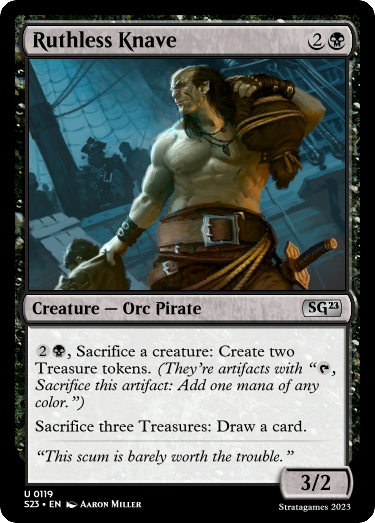 Ruthless Knave 2
Creature — Orc Pirate SG23
2, Sacrifice a creature: Create two
Treasure tokens. (They're artifacts with ",
Sacrifice this artifact: Add one mana of any
color.")
Sacrifice three Treasures: Draw a card.
"This scum is barely worth the trouble."
3/2
U 0119
S23 • EN Aaron Miller
Stratagames 2023